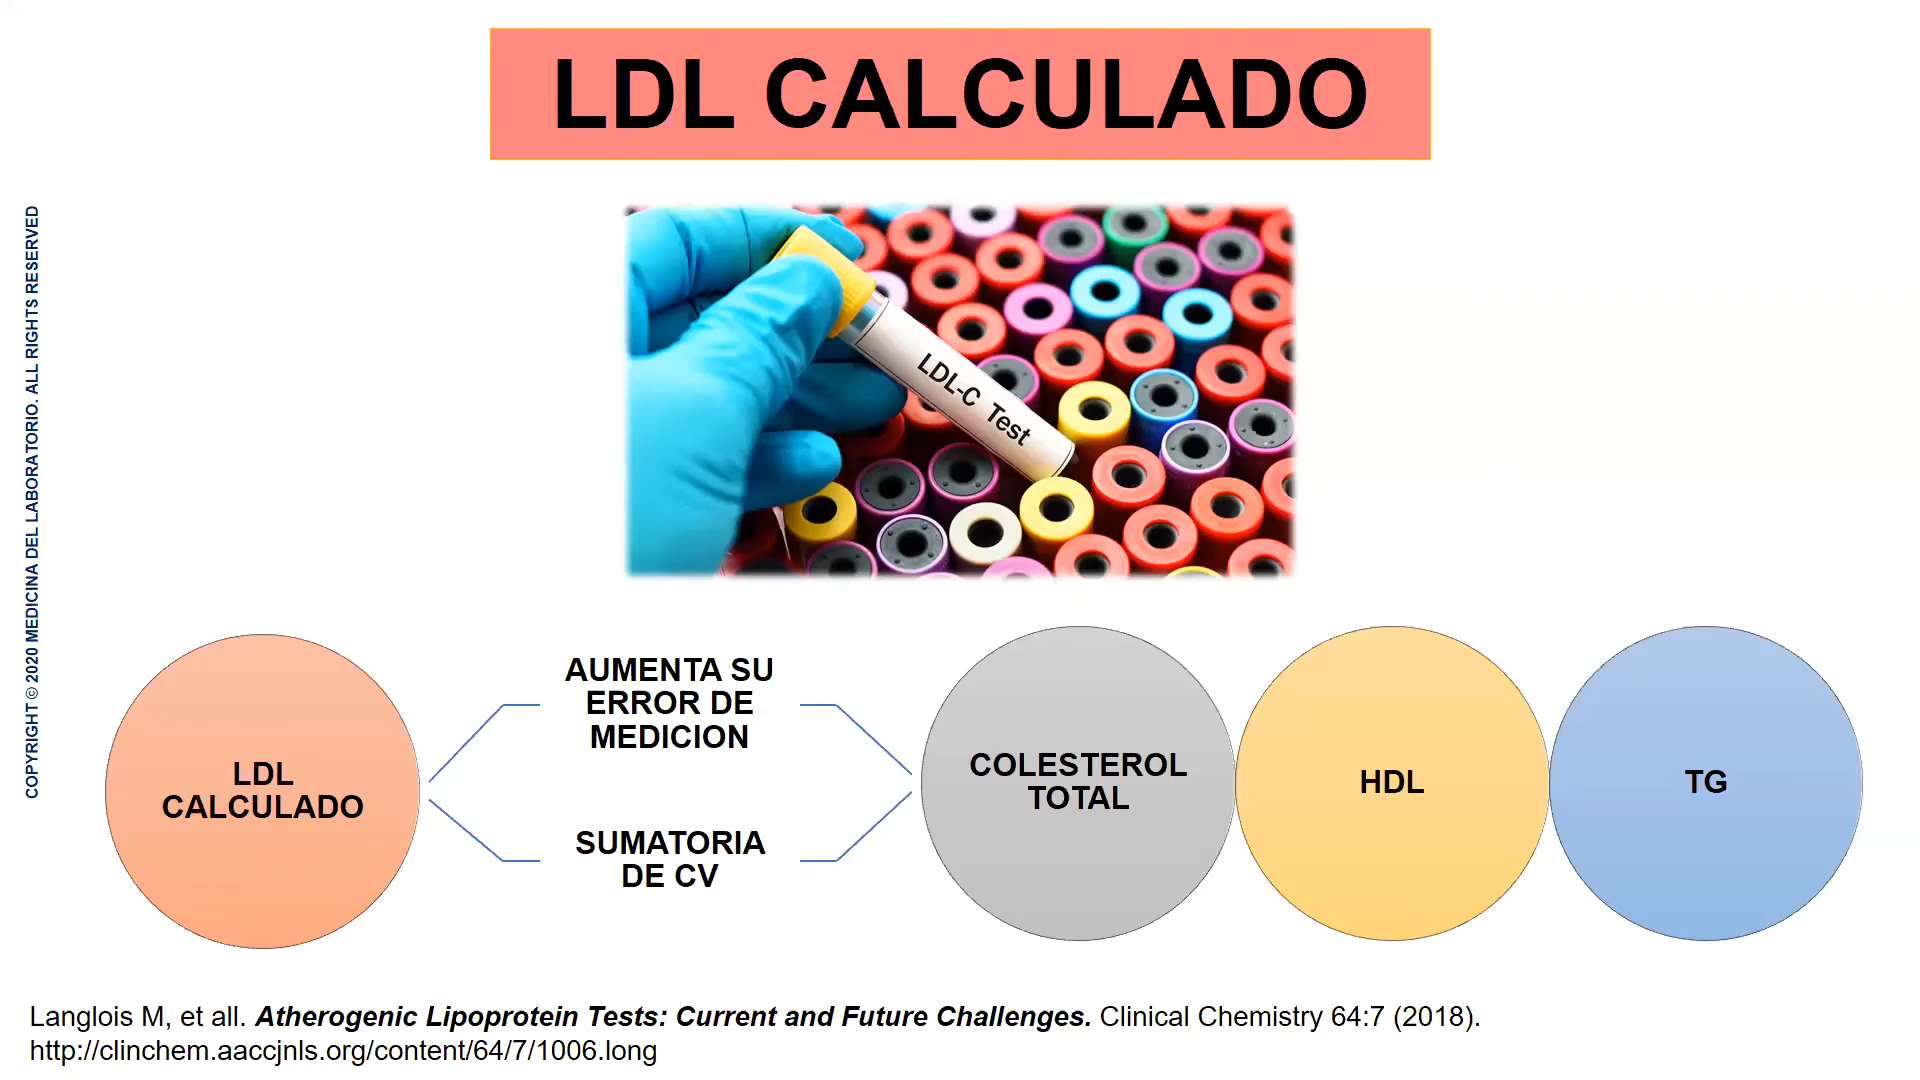 LDL CALCULADO
COPYRIGHT © 2020 MEDICINA DEL LABORATORIO. ALL RIGHTS RESERVED
LDL-C Test
LDL
CALCULADO
AUMENTA SU
ERROR DE
MEDICION
SUMATORIA
DE CV
COLESTEROL
TOTAL
HDL
TG
Langlois M, et all. Atherogenic Lipoprotein Tests: Current and Future Challenges. Clinical Chemistry 64:7 (2018).
http://clinchem.aaccjnls.org/content/64/7/1006.long